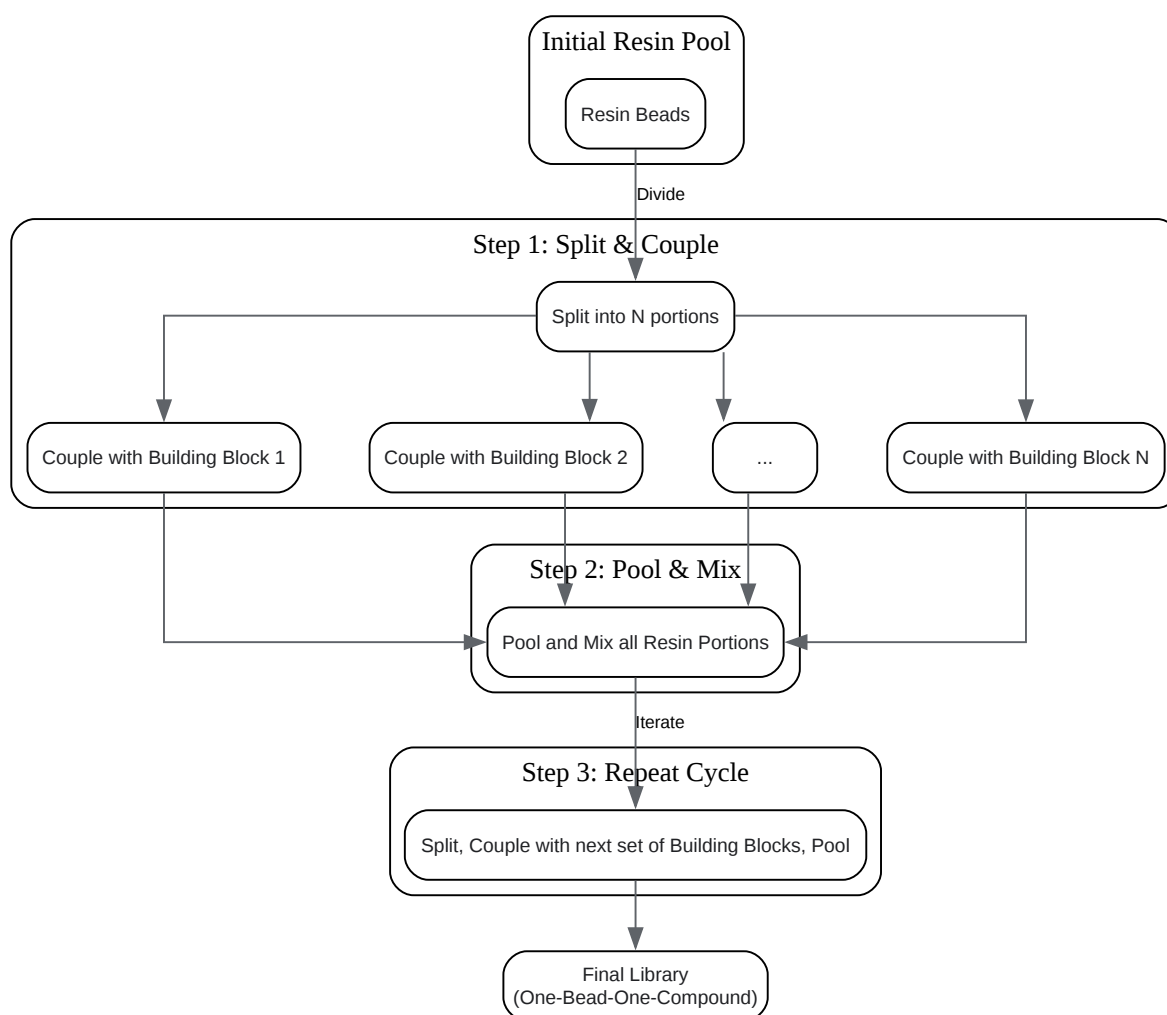 Initial Resin Pool
Resin Beads
Divide
Step 1: Split & Couple
Split into N portions
Couple with Building Block 1
Couple with Building Block 2
...
Couple with Building Block N
Step 2: Pool & Mix
Pool and Mix all Resin Portions
Iterate
Step 3: Repeat Cycle
Split, Couple with next set of Building Blocks, Pool
Final Library
(One-Bead-One-Compound)